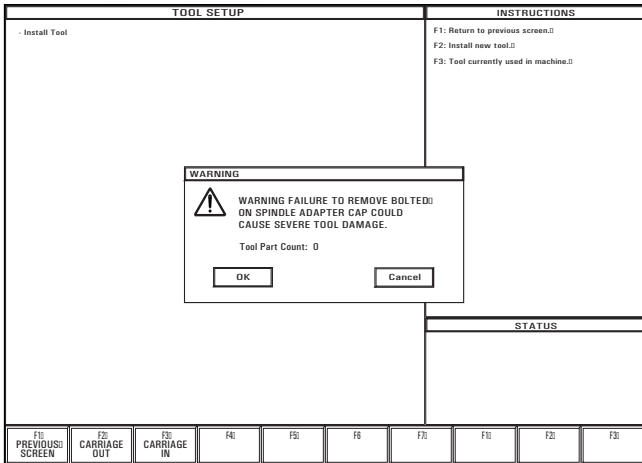 TOOL SETUP
- Install Tool
INSTRUCTIONS
F1: Return to previous screen.
F2: Install new tool.
F3: Tool currently used in machine.
WARNING
WARNING FAILURE TO REMOVE BOLTED
ON SPINDLE ADAPTER CAP COULD
CAUSE SEVERE TOOL DAMAGE.
Tool Part Count: 0
OK
Cancel
STATUS
F1
PREVIOUS
SCREEN
F2
CARRIAGE
OUT
F3
CARRIAGE
IN
F4
F5
F6
F7
F1
F2
F3